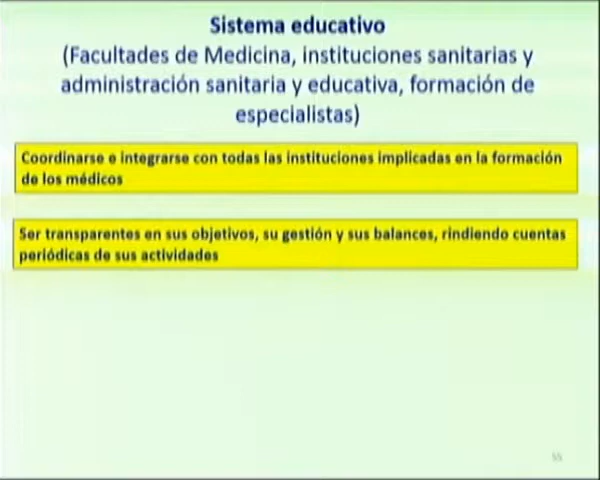 Sistema educativo
(Facultades de Medicina, instituciones sanitarias y
administración sanitaria y educativa, formación de
especialistas)
Coordinarse e integrarse con todas las instituciones implicadas en la formación
de los médicos
Ser transparentes en sus objetivos, su gestión y sus balances, rindiendo cuentas
periódicas de sus actividades